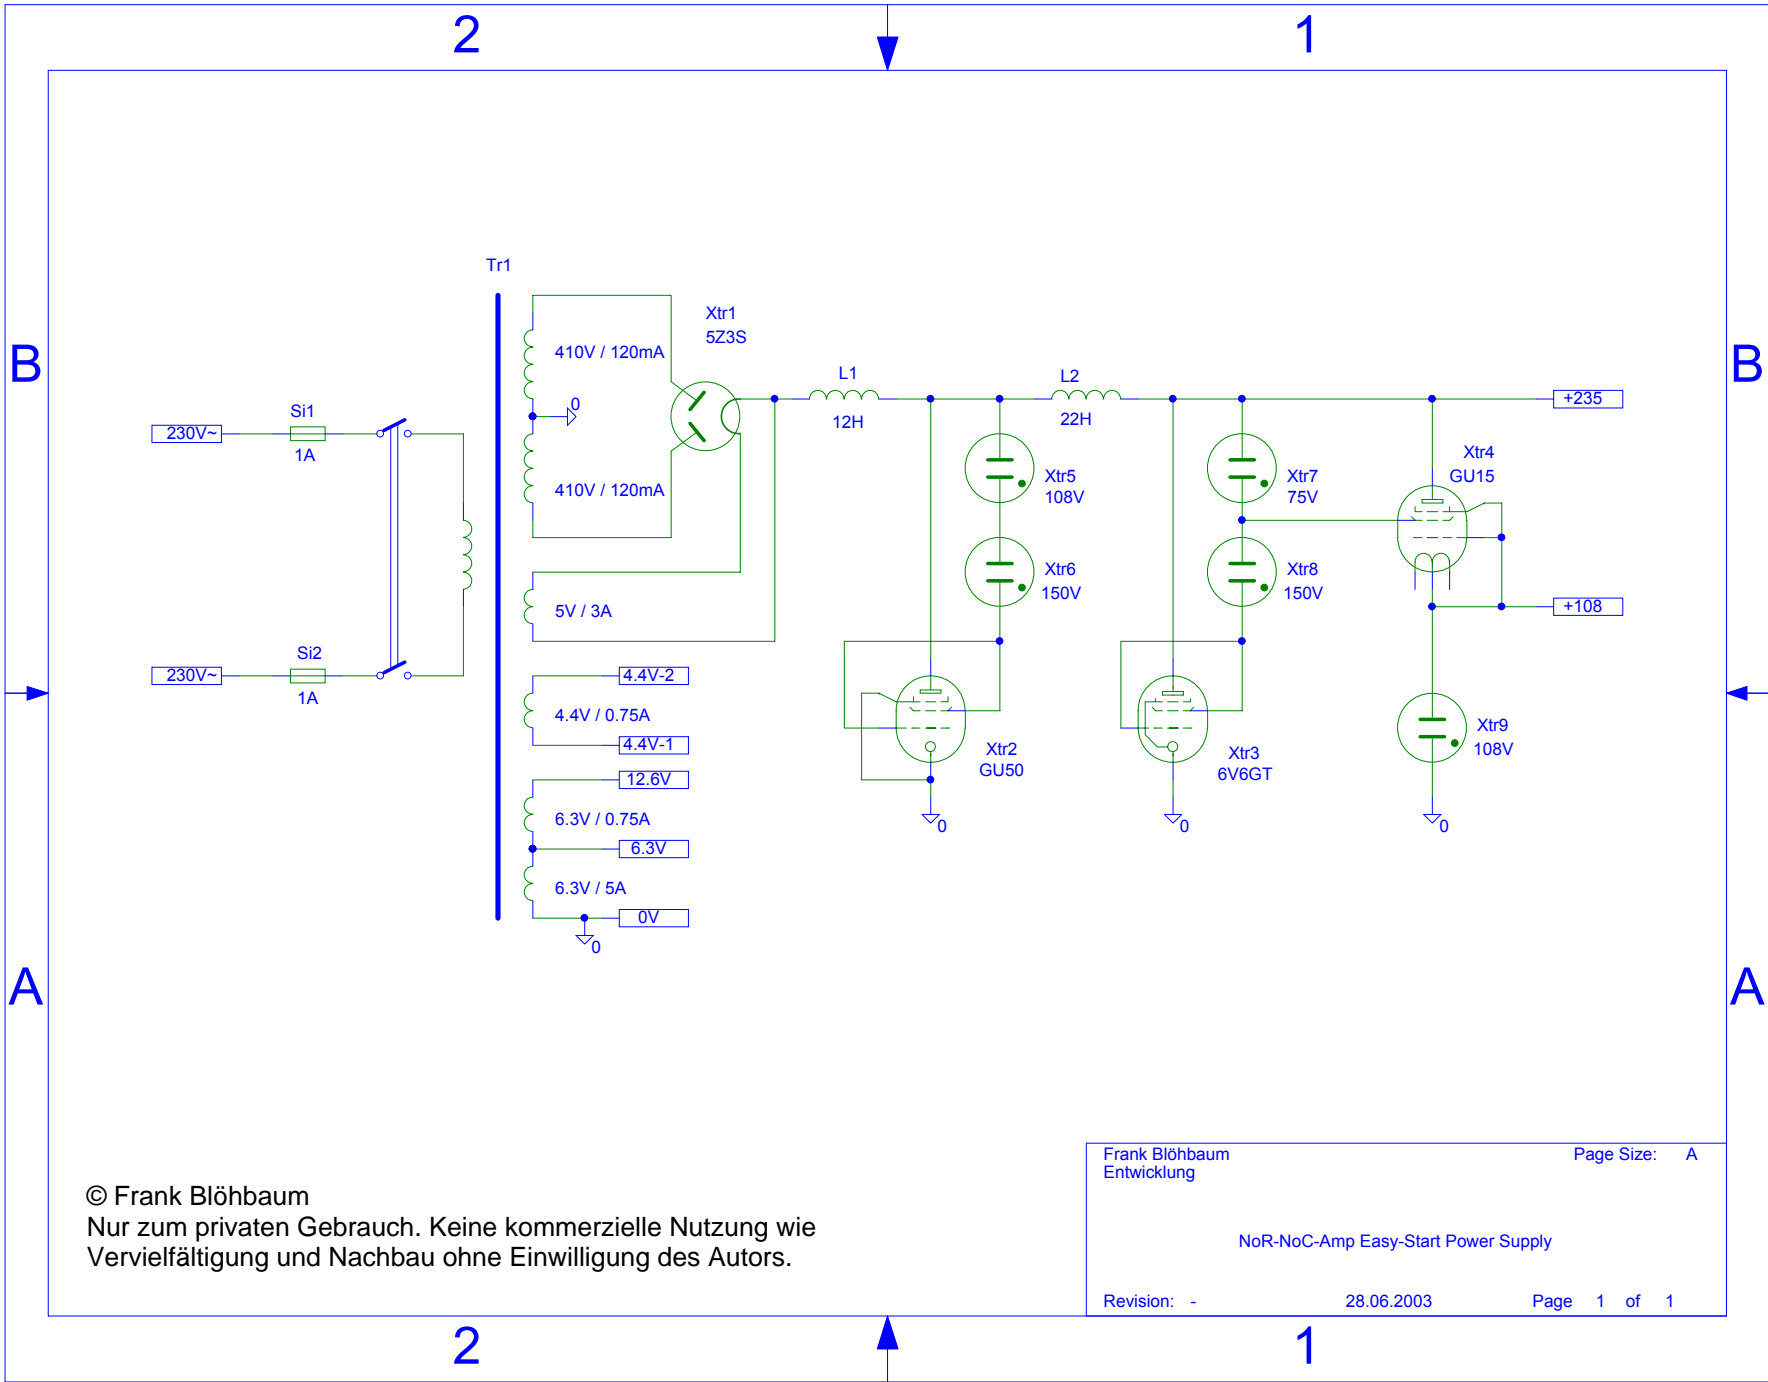 2 1
B B
A A
Tr1
230V~
Si1
1A
230V~
Si2
1A
410V / 120mA
0
410V / 120mA
5V / 3A
4.4V-2
4.4V / 0.75A
4.4V-1
12.6V
6.3V / 0.75A
6.3V
6.3V / 5A
0V
0
Xtr1
5Z3S
L1
12H
L2
22H
Xtr5
108V
Xtr6
150V
Xtr2
GU50
0
Xtr7
75V
Xtr8
150V
Xtr3
6V6GT
0
Xtr4
GU15
Xtr9
108V
0
+235
+108
© Frank Blöhbaum
Nur zum privaten Gebrauch. Keine kommerzielle Nutzung wie
Vervielfältigung und Nachbau ohne Einwilligung des Autors.
Frank Blöhbaum Page Size: A
Entwicklung
NoR-NoC-Amp Easy-Start Power Supply
Revision: - 28.06.2003 Page 1 of 1
2 1